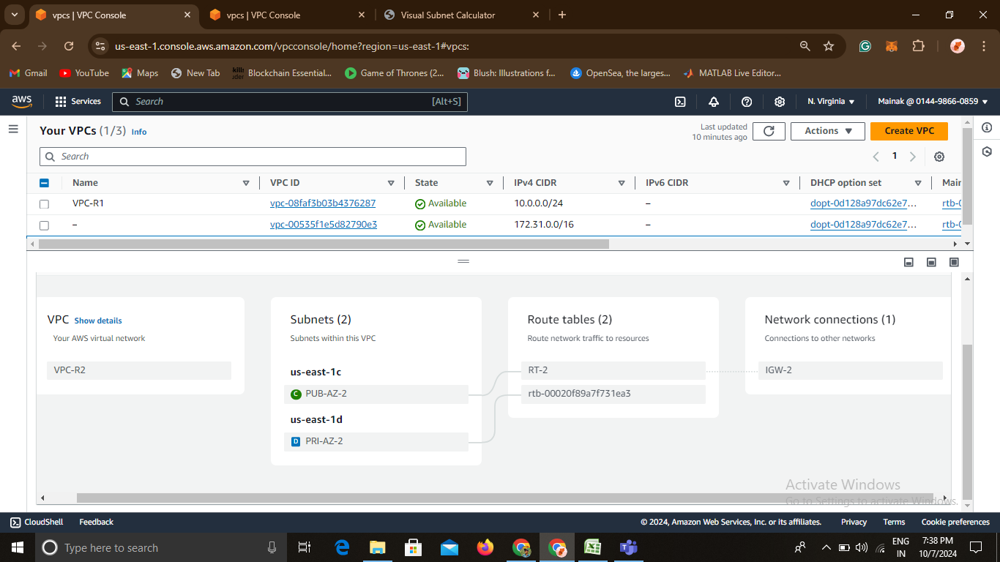 vpcs | VPC Console
vpcs | VPC Console
Visual Subnet Calculator
us-east-1.console.aws.amazon.com/vpcconsole/home?region=us-east-1#vpcs:
Gmail
YouTube
Maps
New Tab
Blockchain Essential...
Game of Thrones (2...
Blush: Illustrations f...
OpenSea, the larges...
MATLAB Live Editor...
aws
Services
Search
[Alt+S]
N. Virginia
Mainak @ 0144-9866-0859
Your VPCs (1/3) Info
Last updated
10 minutes ago
Actions
Create VPC
Search
1
Name VPC ID State IPv4 CIDR IPv6 CIDR DHCP option set Main
VPC-R1 vpc-08faf3b03b4376287 Available 10.0.0.0/24 – dopt-0d128a97dc62e7... rtb-0
– vpc-00535f1e5d82790e3 Available 172.31.0.0/16 – dopt-0d128a97dc62e7... rtb-0
VPC Show details
Your AWS virtual network
VPC-R2
Subnets (2)
Subnets within this VPC
us-east-1c
C PUB-AZ-2
us-east-1d
D PRI-AZ-2
Route tables (2)
Route network traffic to resources
RT-2
rtb-00020f89a7f731ea3
Network connections (1)
Connections to other networks
IGW-2
Activate Windows
Go to Settings to activate Windows.
CloudShell
Feedback
© 2024, Amazon Web Services, Inc. or its affiliates.
Privacy
Terms
Cookie preferences
Type here to search
ENG
IN
7:38 PM
10/7/2024